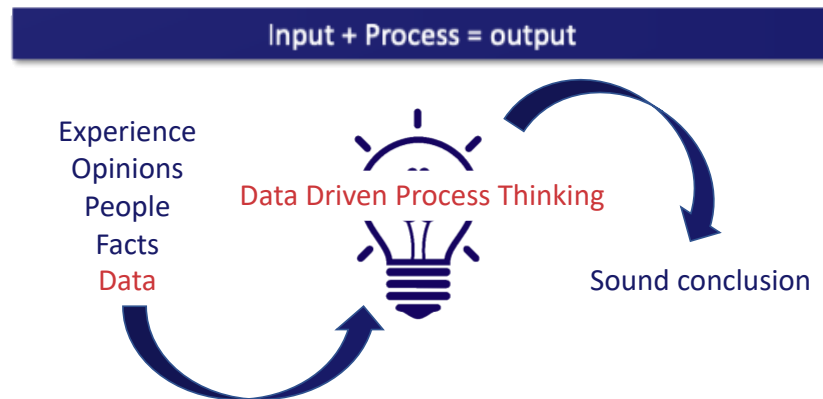 Input + Process = output
Experience
Opinions
People
Facts
Data
Data Driven Process Thinking
Sound conclusion